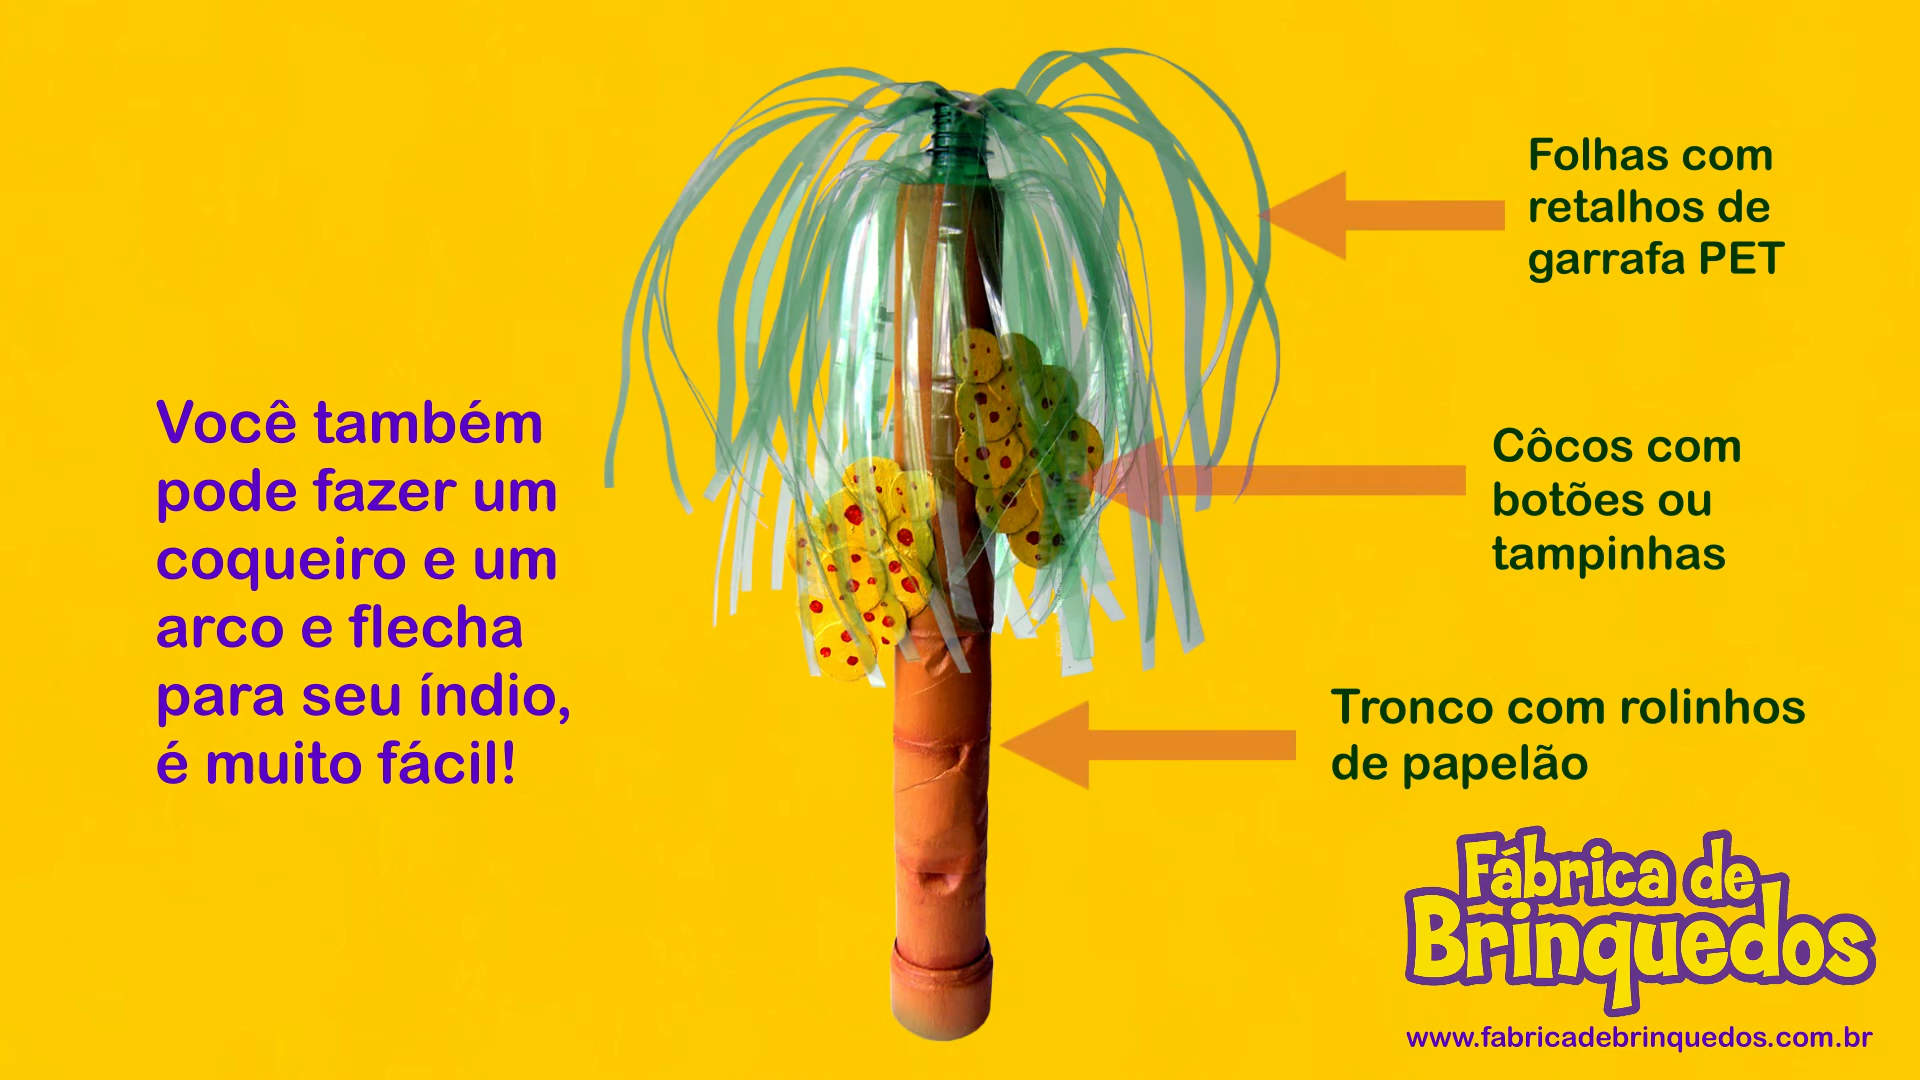 Você também
pode fazer um
coqueiro e um
arco e flecha
para seu índio,
é muito fácil!
Folhas com
retalhos de
garrafa PET
Côcos com
botões ou
tampinhas
Tronco com rolinhos
de papelão
Fábrica de
Brinquedos
www.fabricadebrinquedos.com.br